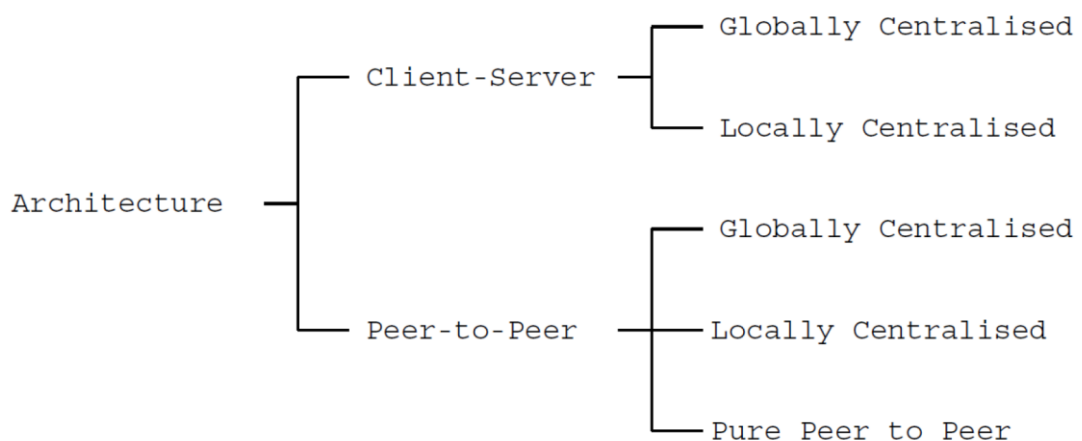 Globally Centralised
Client-Server
Locally Centralised
Architecture
Globally Centralised
Peer-to-Peer
Locally Centralised
Pure Peer to Peer